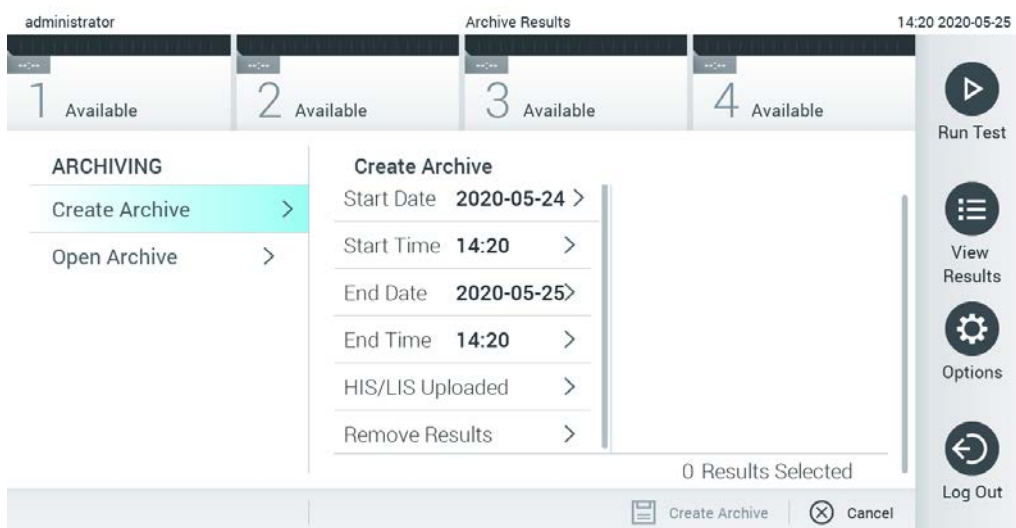 administrator Archive Results 14:20 2020-05-25
--:-- --:-- --:-- --:--
1 Available 2 Available 3 Available 4 Available
Run Test
ARCHIVING
Create Archive
Open Archive
Create Archive
Start Date 2020-05-24
Start Time 14:20
End Date 2020-05-25
End Time 14:20
HIS/LIS Uploaded
Remove Results
0 Results Selected
View
Results
Options
Log Out
Create Archive Cancel